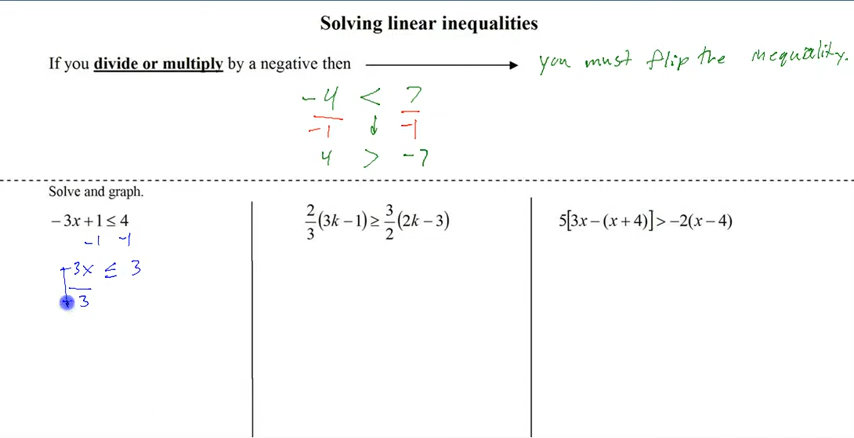 Solving linear inequalities
If you divide or multiply by a negative then → you must flip the inequality.
-4 < 7
-1 ↓ -1
4 > -7
Solve and graph.
-3x+1≤4
-1 -1
-3x ≤ 3
-3
2/3(3k-1)≥3/2(2k-3)
5[3x-(x+4)]>-2(x-4)